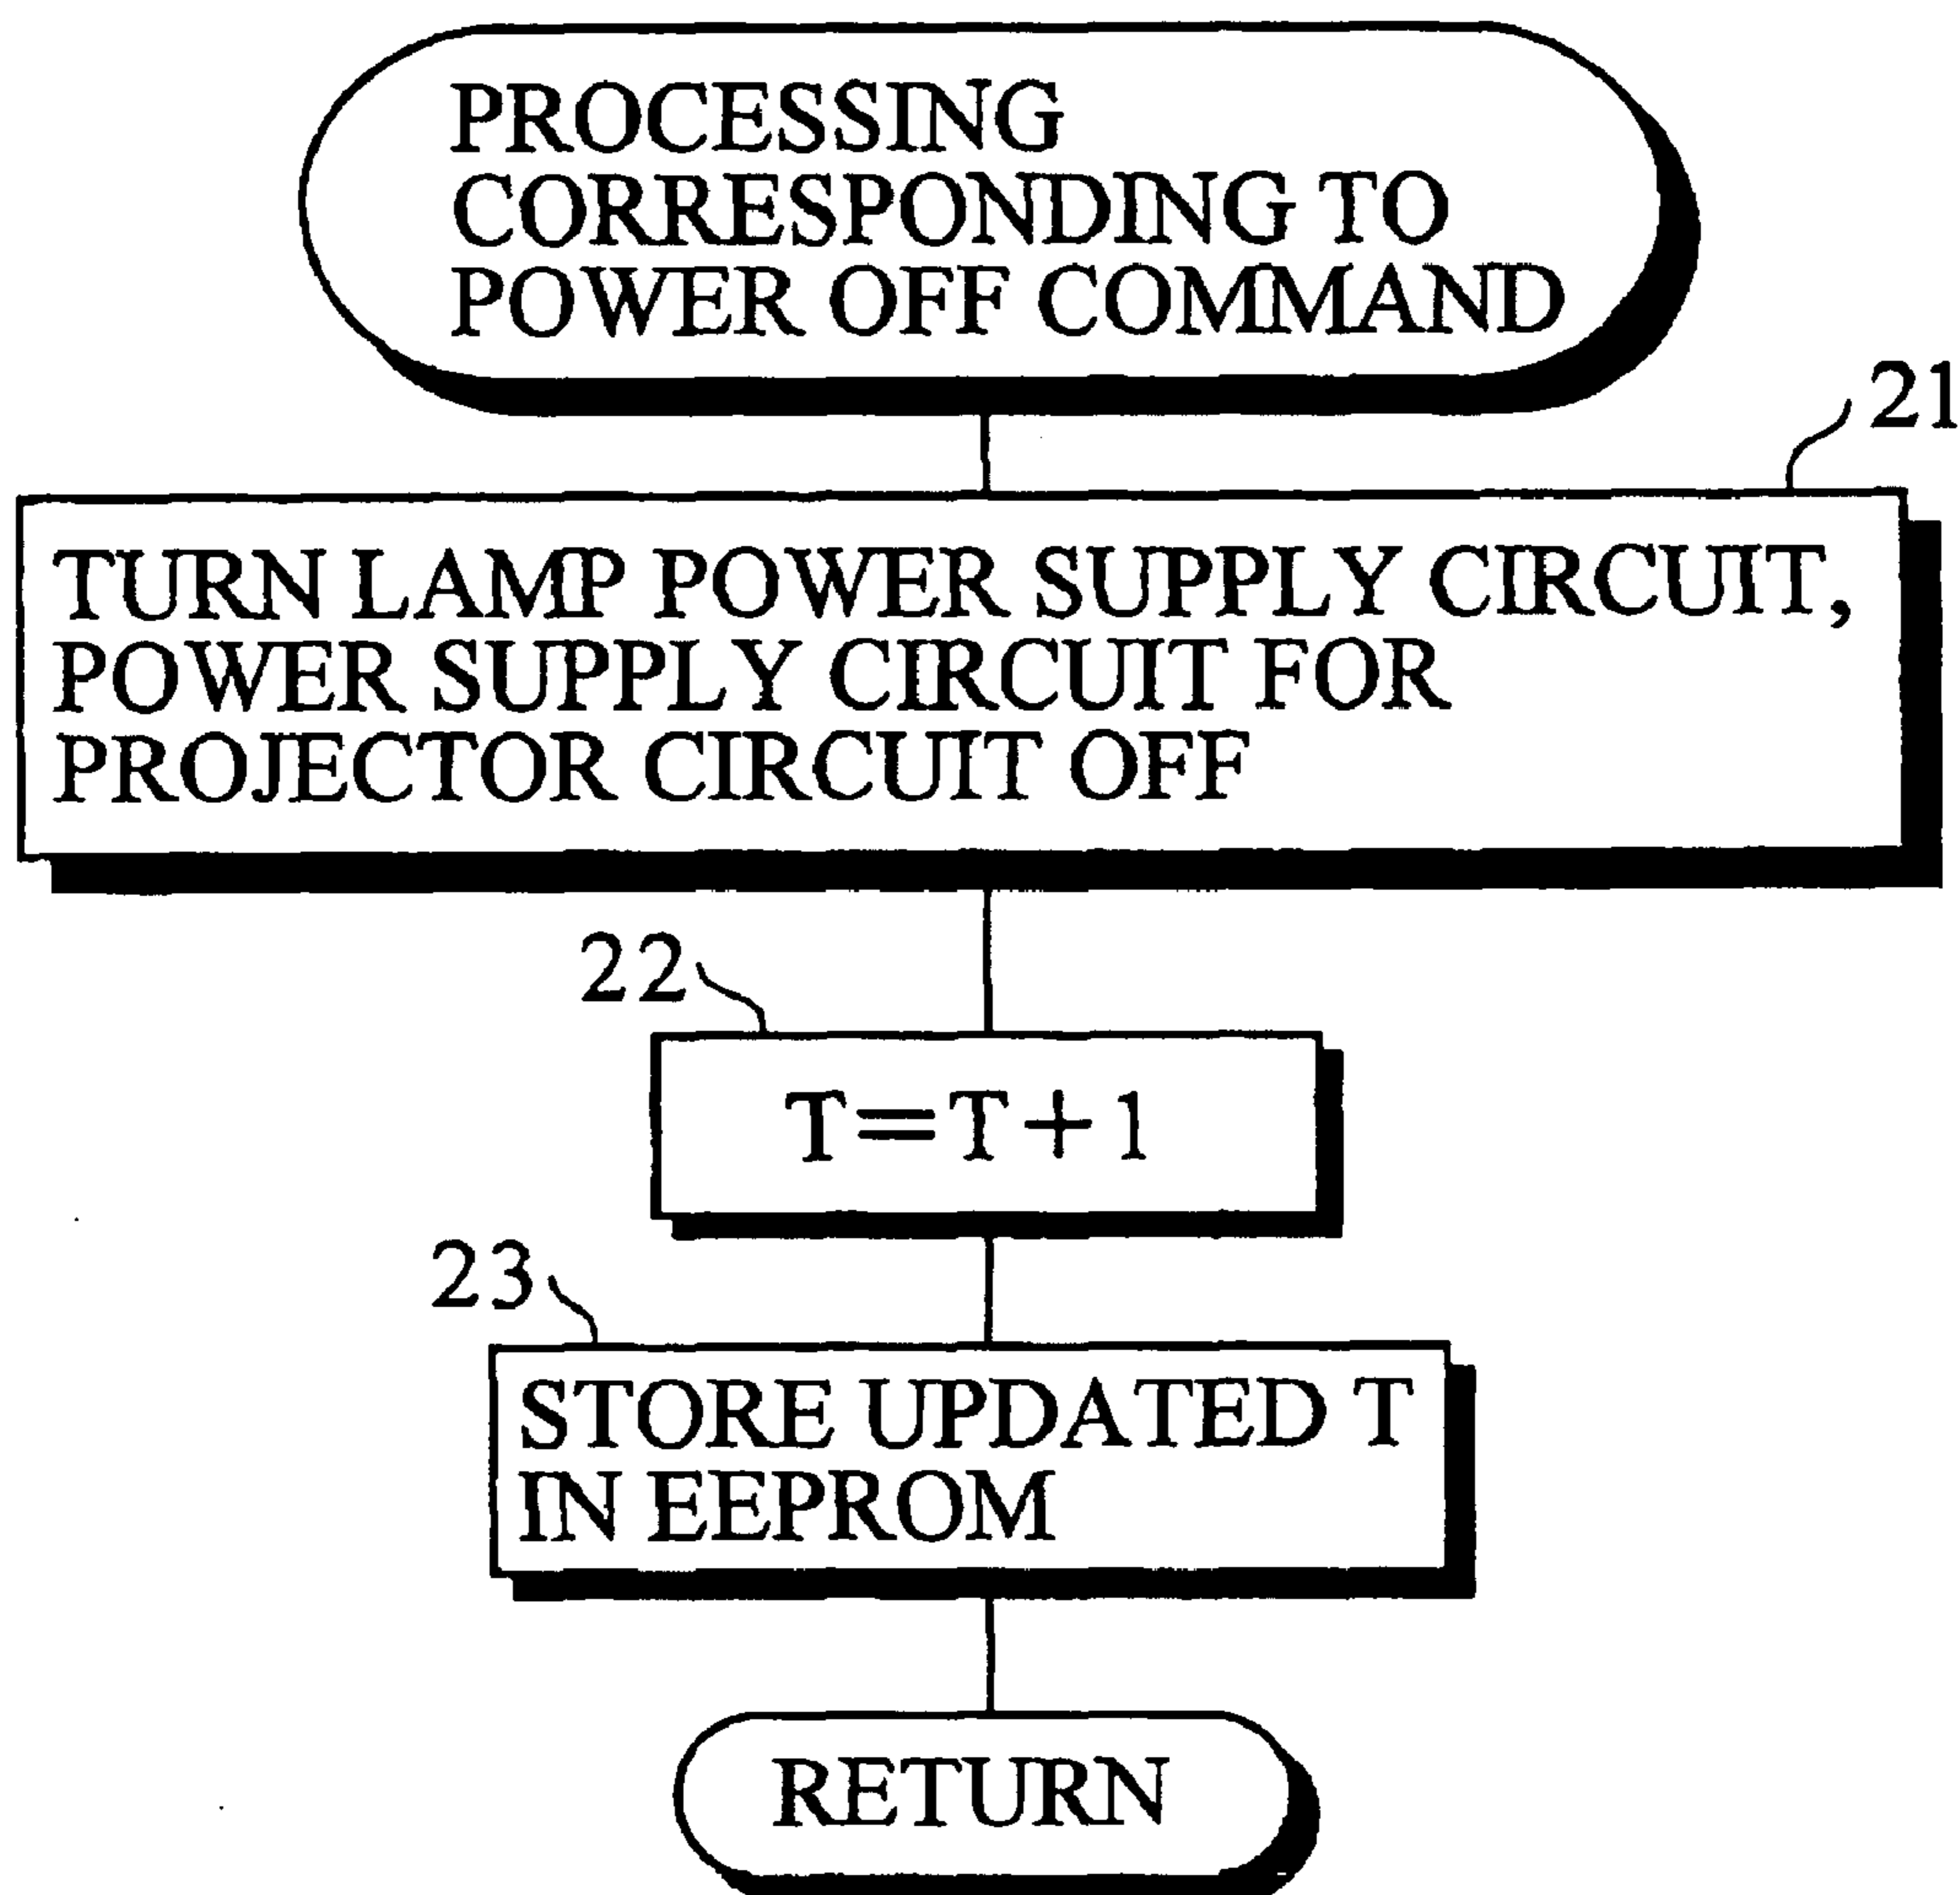 PROCESSING
CORRESPONDING TO
POWER OFF COMMAND
21
TURN LAMP POWER SUPPLY CIRCUIT,
POWER SUPPLY CIRCUIT FOR
PROJECTOR CIRCUIT OFF
22
T=T+1
23
STORE UPDATED T
IN EEPROM
RETURN